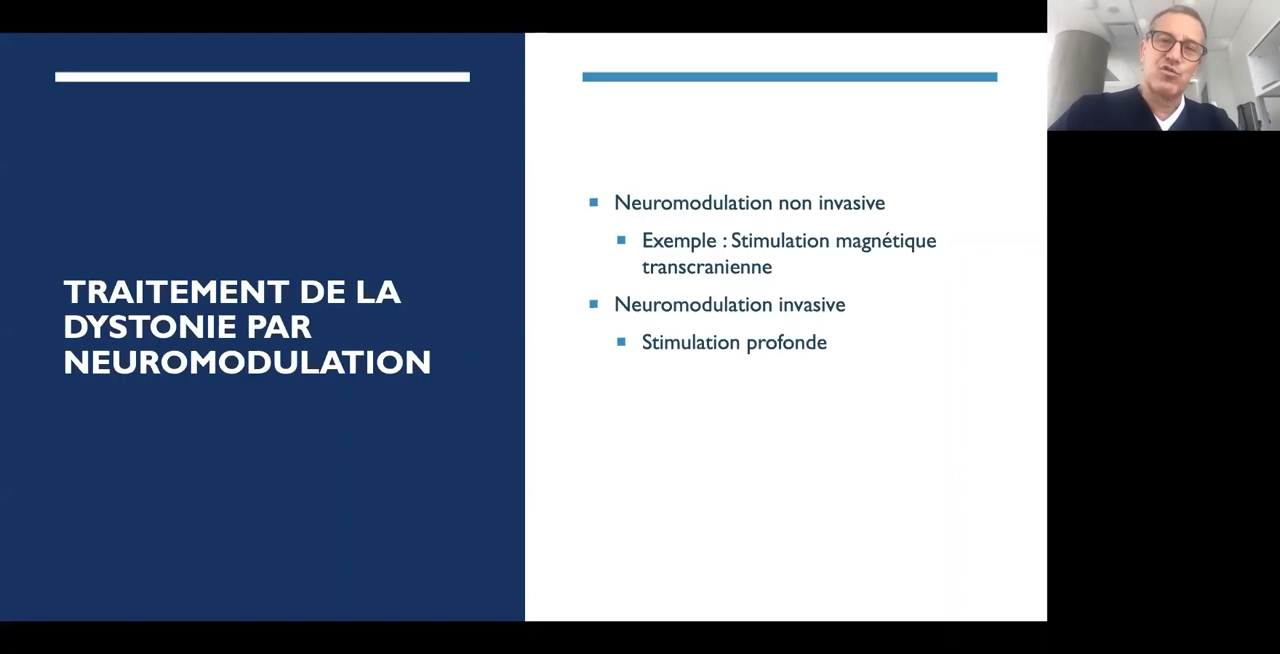 TRAITEMENT DE LA
DYSTONIE PAR
NEUROMODULATION
Neuromodulation non invasive
Exemple : Stimulation magnétique
transcranienne
Neuromodulation invasive
Stimulation profonde